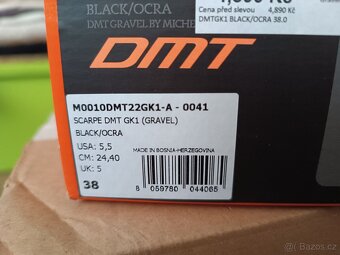 BLACK/OCRA
DMT GRAVEL BY MICHE
Cena před slevou 4,890 Kč
DMTGK1 BLACK/OCRA 38.0
DMT
M0010DMT22GK1-A - 0041
SCARPE DMT GK1 (GRAVEL)
BLACK/OCRA
USA: 5,5
CM: 24,40
UK: 5
38
MADE IN BOSNIA-HERZEGOVINA
8 059780 044065
Bazos.cz